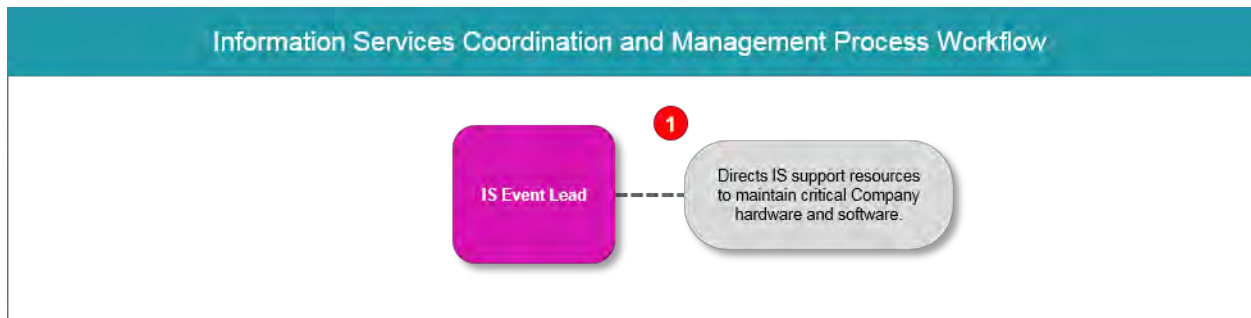 Information Services Coordination and Management Process Workflow
1
IS Event Lead
Directs IS support resources
to maintain critical Company
hardware and software.